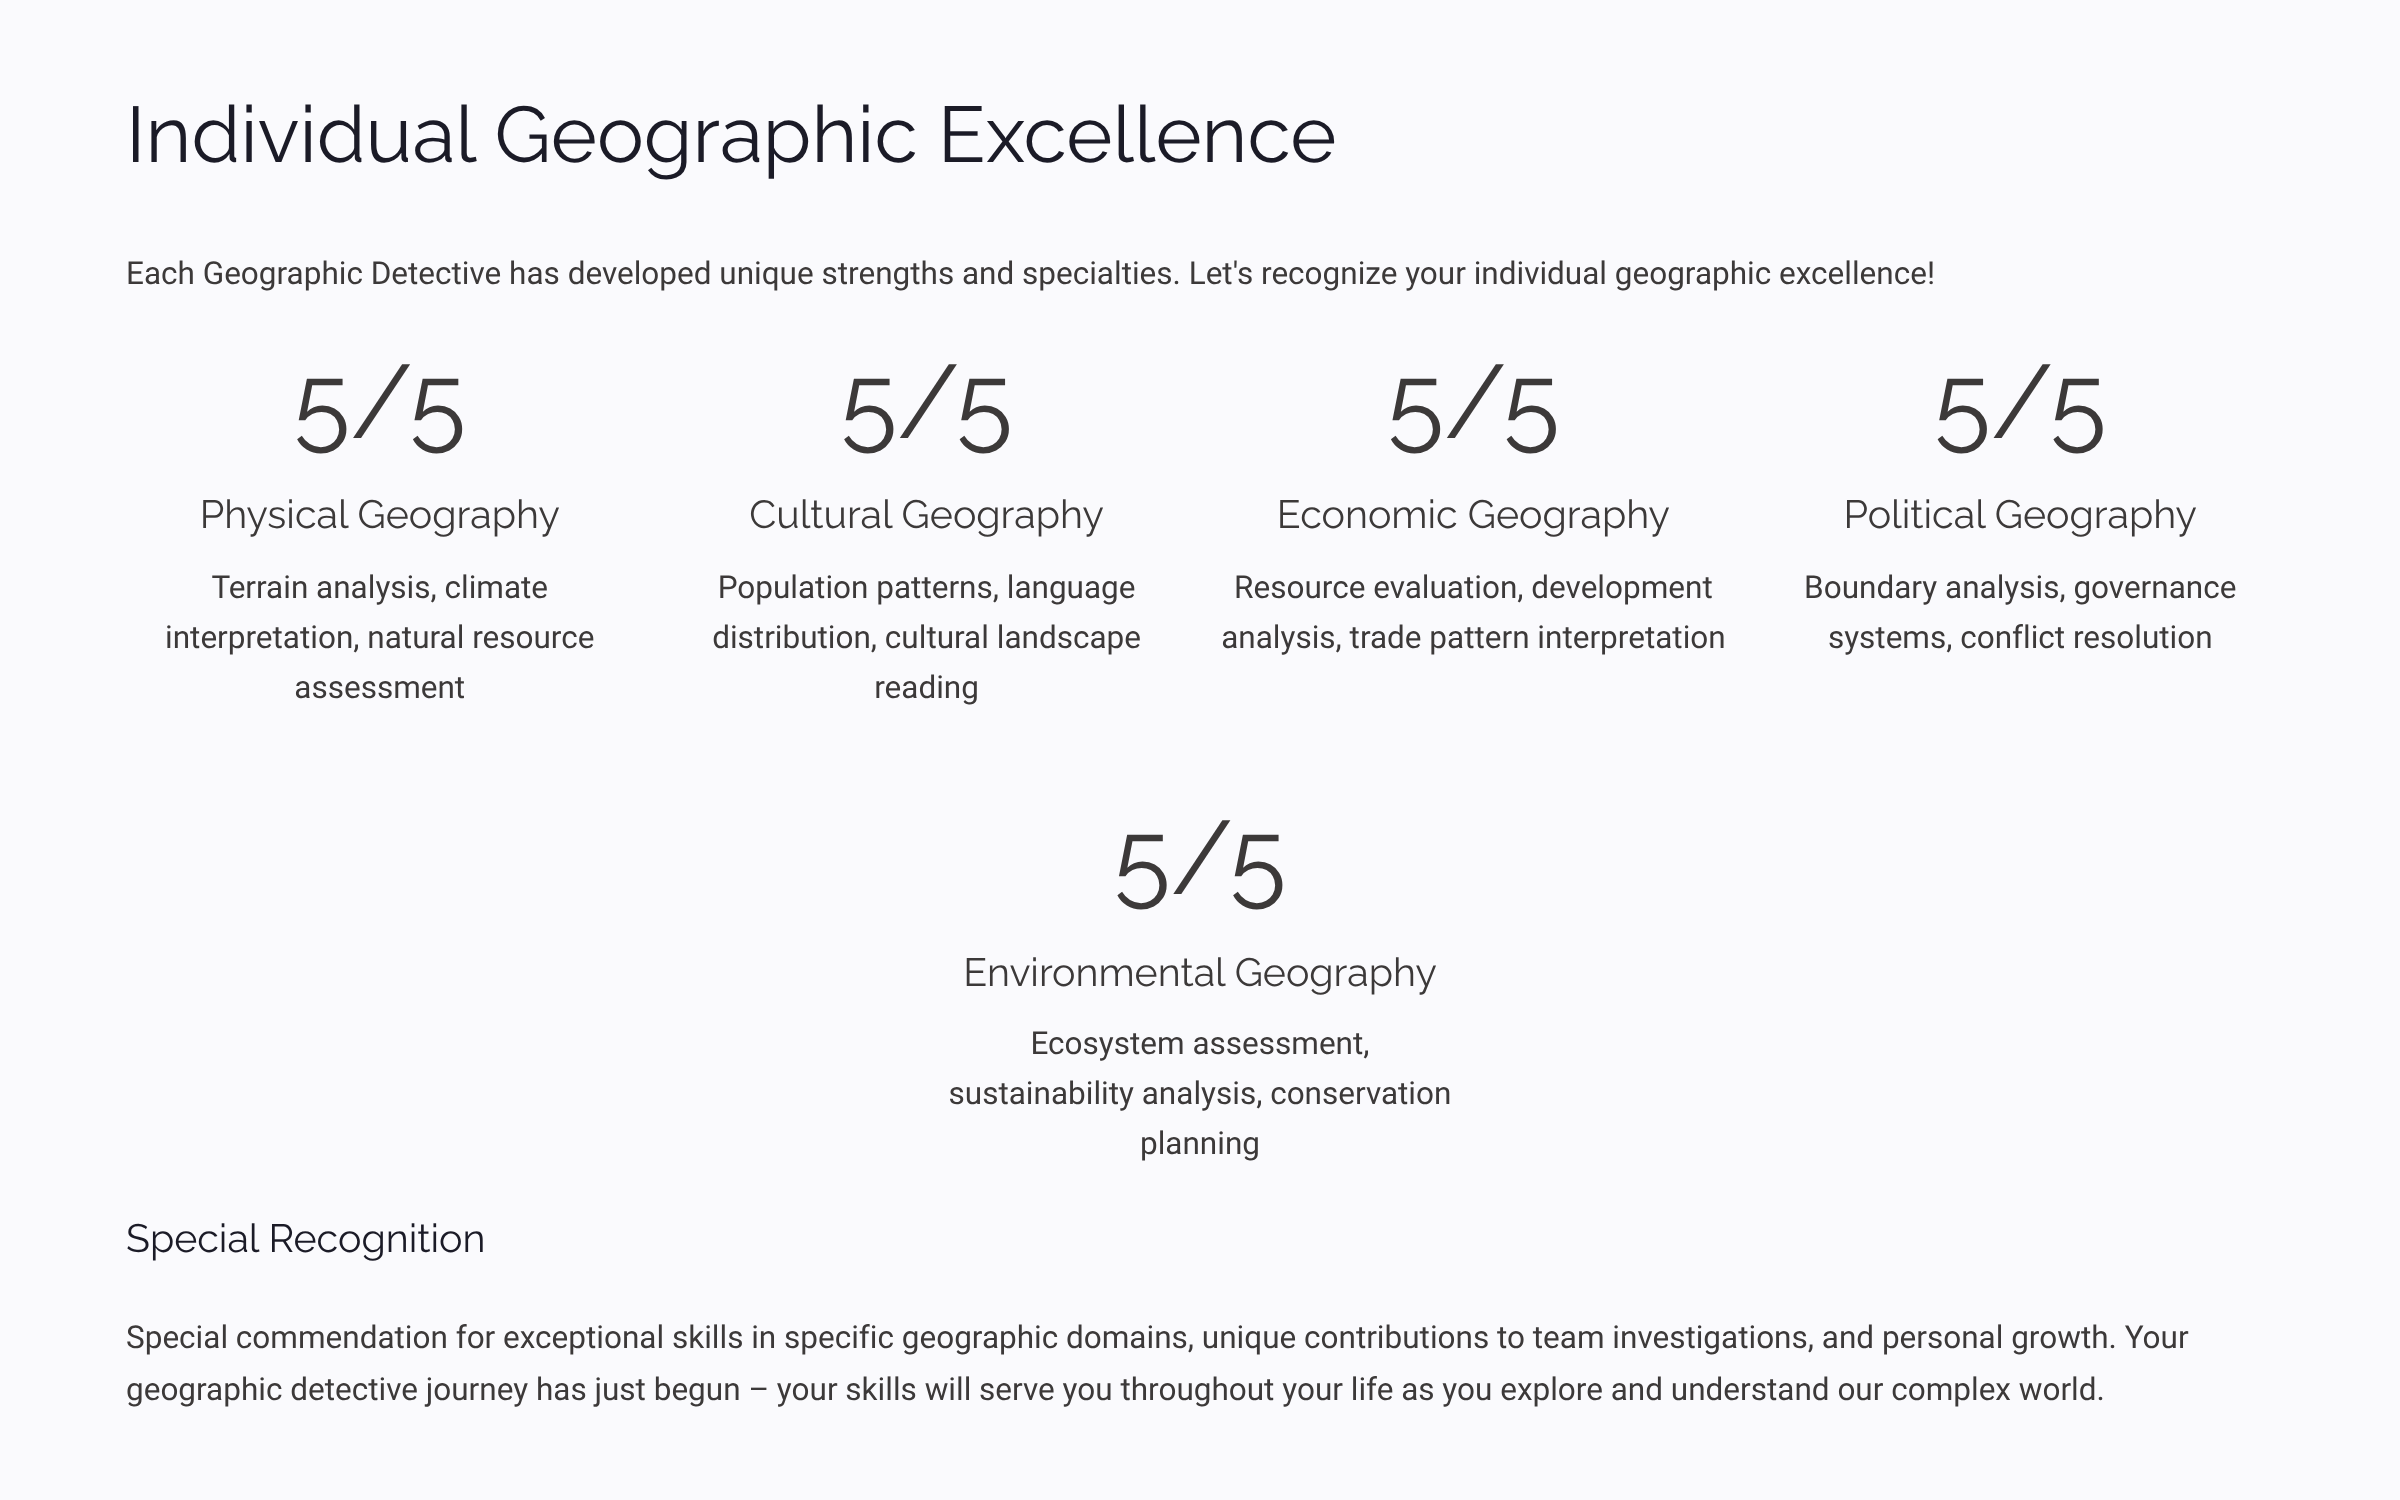 Individual Geographic Excellence
Each Geographic Detective has developed unique strengths and specialties. Let's recognize your individual geographic excellence!
5/5
Physical Geography
Terrain analysis, climate
interpretation, natural resource
assessment
5/5
Cultural Geography
Population patterns, language
distribution, cultural landscape
reading
5/5
Economic Geography
Resource evaluation, development
analysis, trade pattern interpretation
5/5
Political Geography
Boundary analysis, governance
systems, conflict resolution
5/5
Environmental Geography
Ecosystem assessment,
sustainability analysis, conservation
planning
Special Recognition
Special commendation for exceptional skills in specific geographic domains, unique contributions to team investigations, and personal growth. Your
geographic detective journey has just begun – your skills will serve you throughout your life as you explore and understand our complex world.